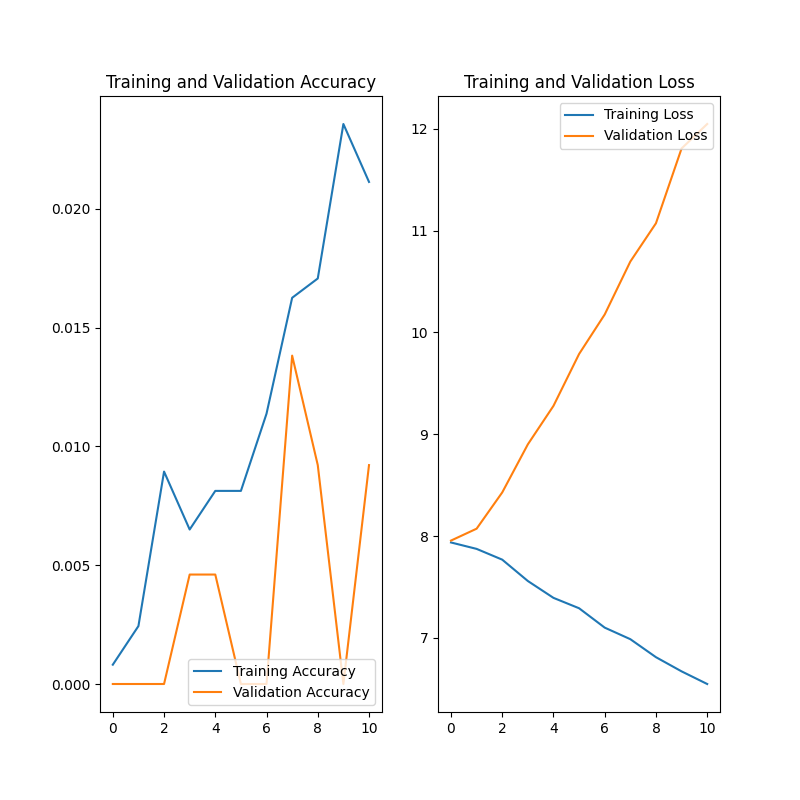 Training and Validation Accuracy
0.020
0.015
0.010
0.005
0.000
Training Accuracy
Validation Accuracy
0 2 4 6 8 10
Training and Validation Loss
Training Loss
Validation Loss
12
11
10
9
8
7
0 2 4 6 8 10